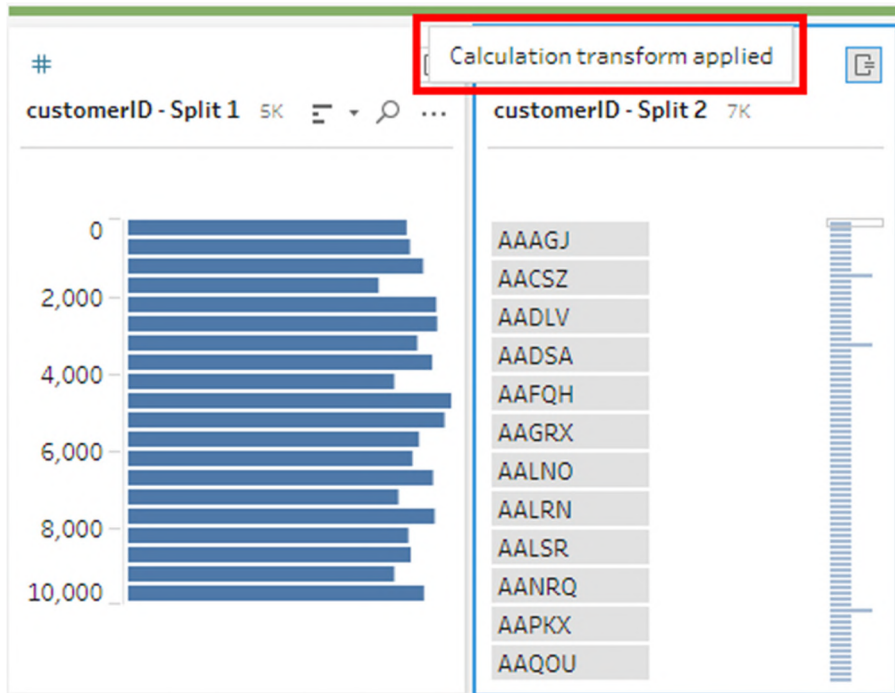 Calculation transform applied
#
customerID - Split 1 5K ...
customerID - Split 2 7K
0
2,000
4,000
6,000
8,000
10,000
AAAGJ
AACSZ
AADLV
AADSA
AAFQH
AAGRX
AALNO
AALRN
AALSR
AANRQ
AAPKX
AAQOU